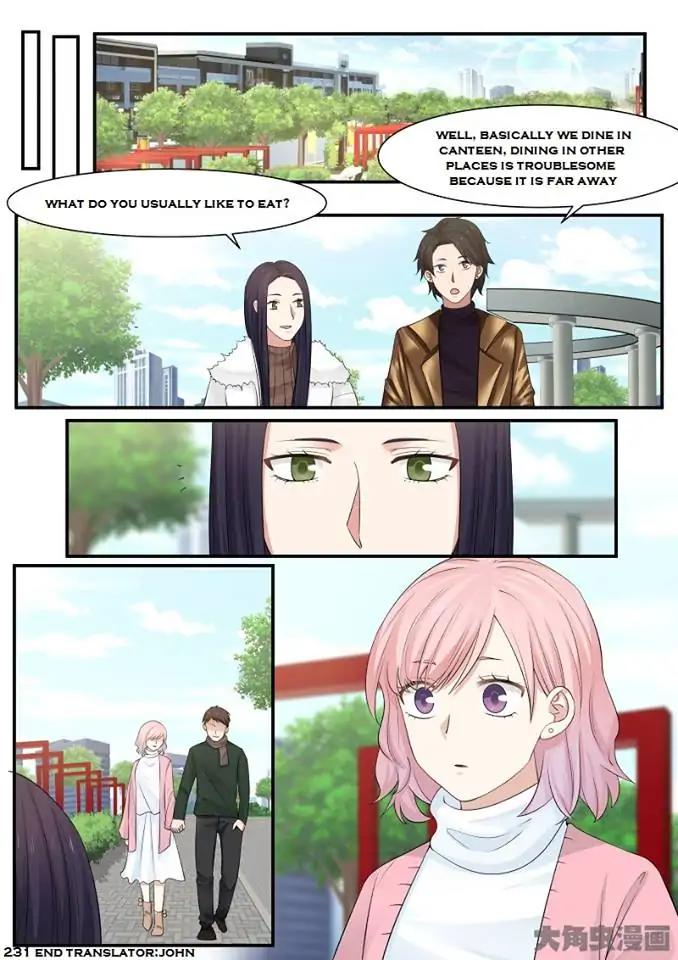 WELL, BASICALLY WE DINE IN
CANTEEN, DINING IN OTHER
PLACES IS TROUBLESOME
BECAUSE IT IS FAR AWAY
WHAT DO YOU USUALLY LIKE TO EAT?
231 END TRANSLATOR:JOHN
大角虫漫画